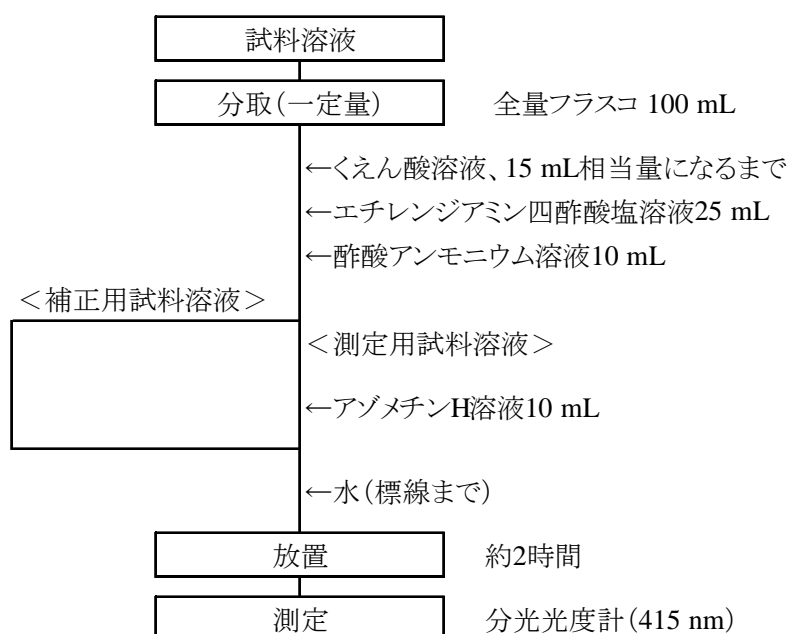 試料溶液
分取(一定量) 全量フラスコ 100 mL
←くえん酸溶液、15 mL相当量になるまで
←エチレンジアミン四酢酸塩溶液25 mL
←酢酸アンモニウム溶液10 mL
<補正用試料溶液>
<測定用試料溶液>
←アゾメチンH溶液10 mL
←水(標線まで)
放置 約2時間
測定 分光光度計(415 nm)